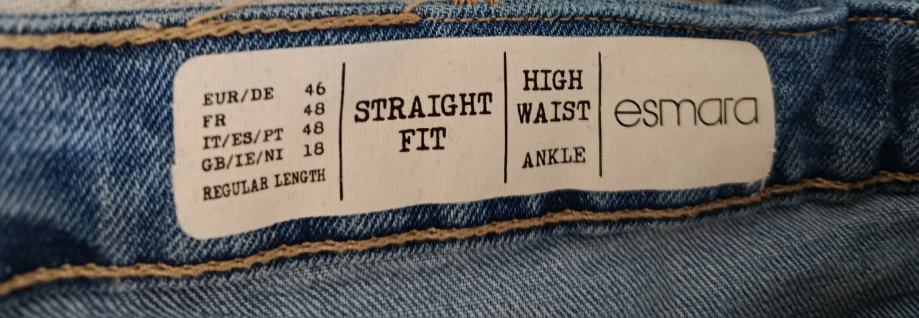 EUR/DE 46
FR 48
IT/ES/PT 48
GB/IE/NI 18
REGULAR LENGTH
STRAIGHT
FIT
HIGH
WAIST
ANKLE
esmara